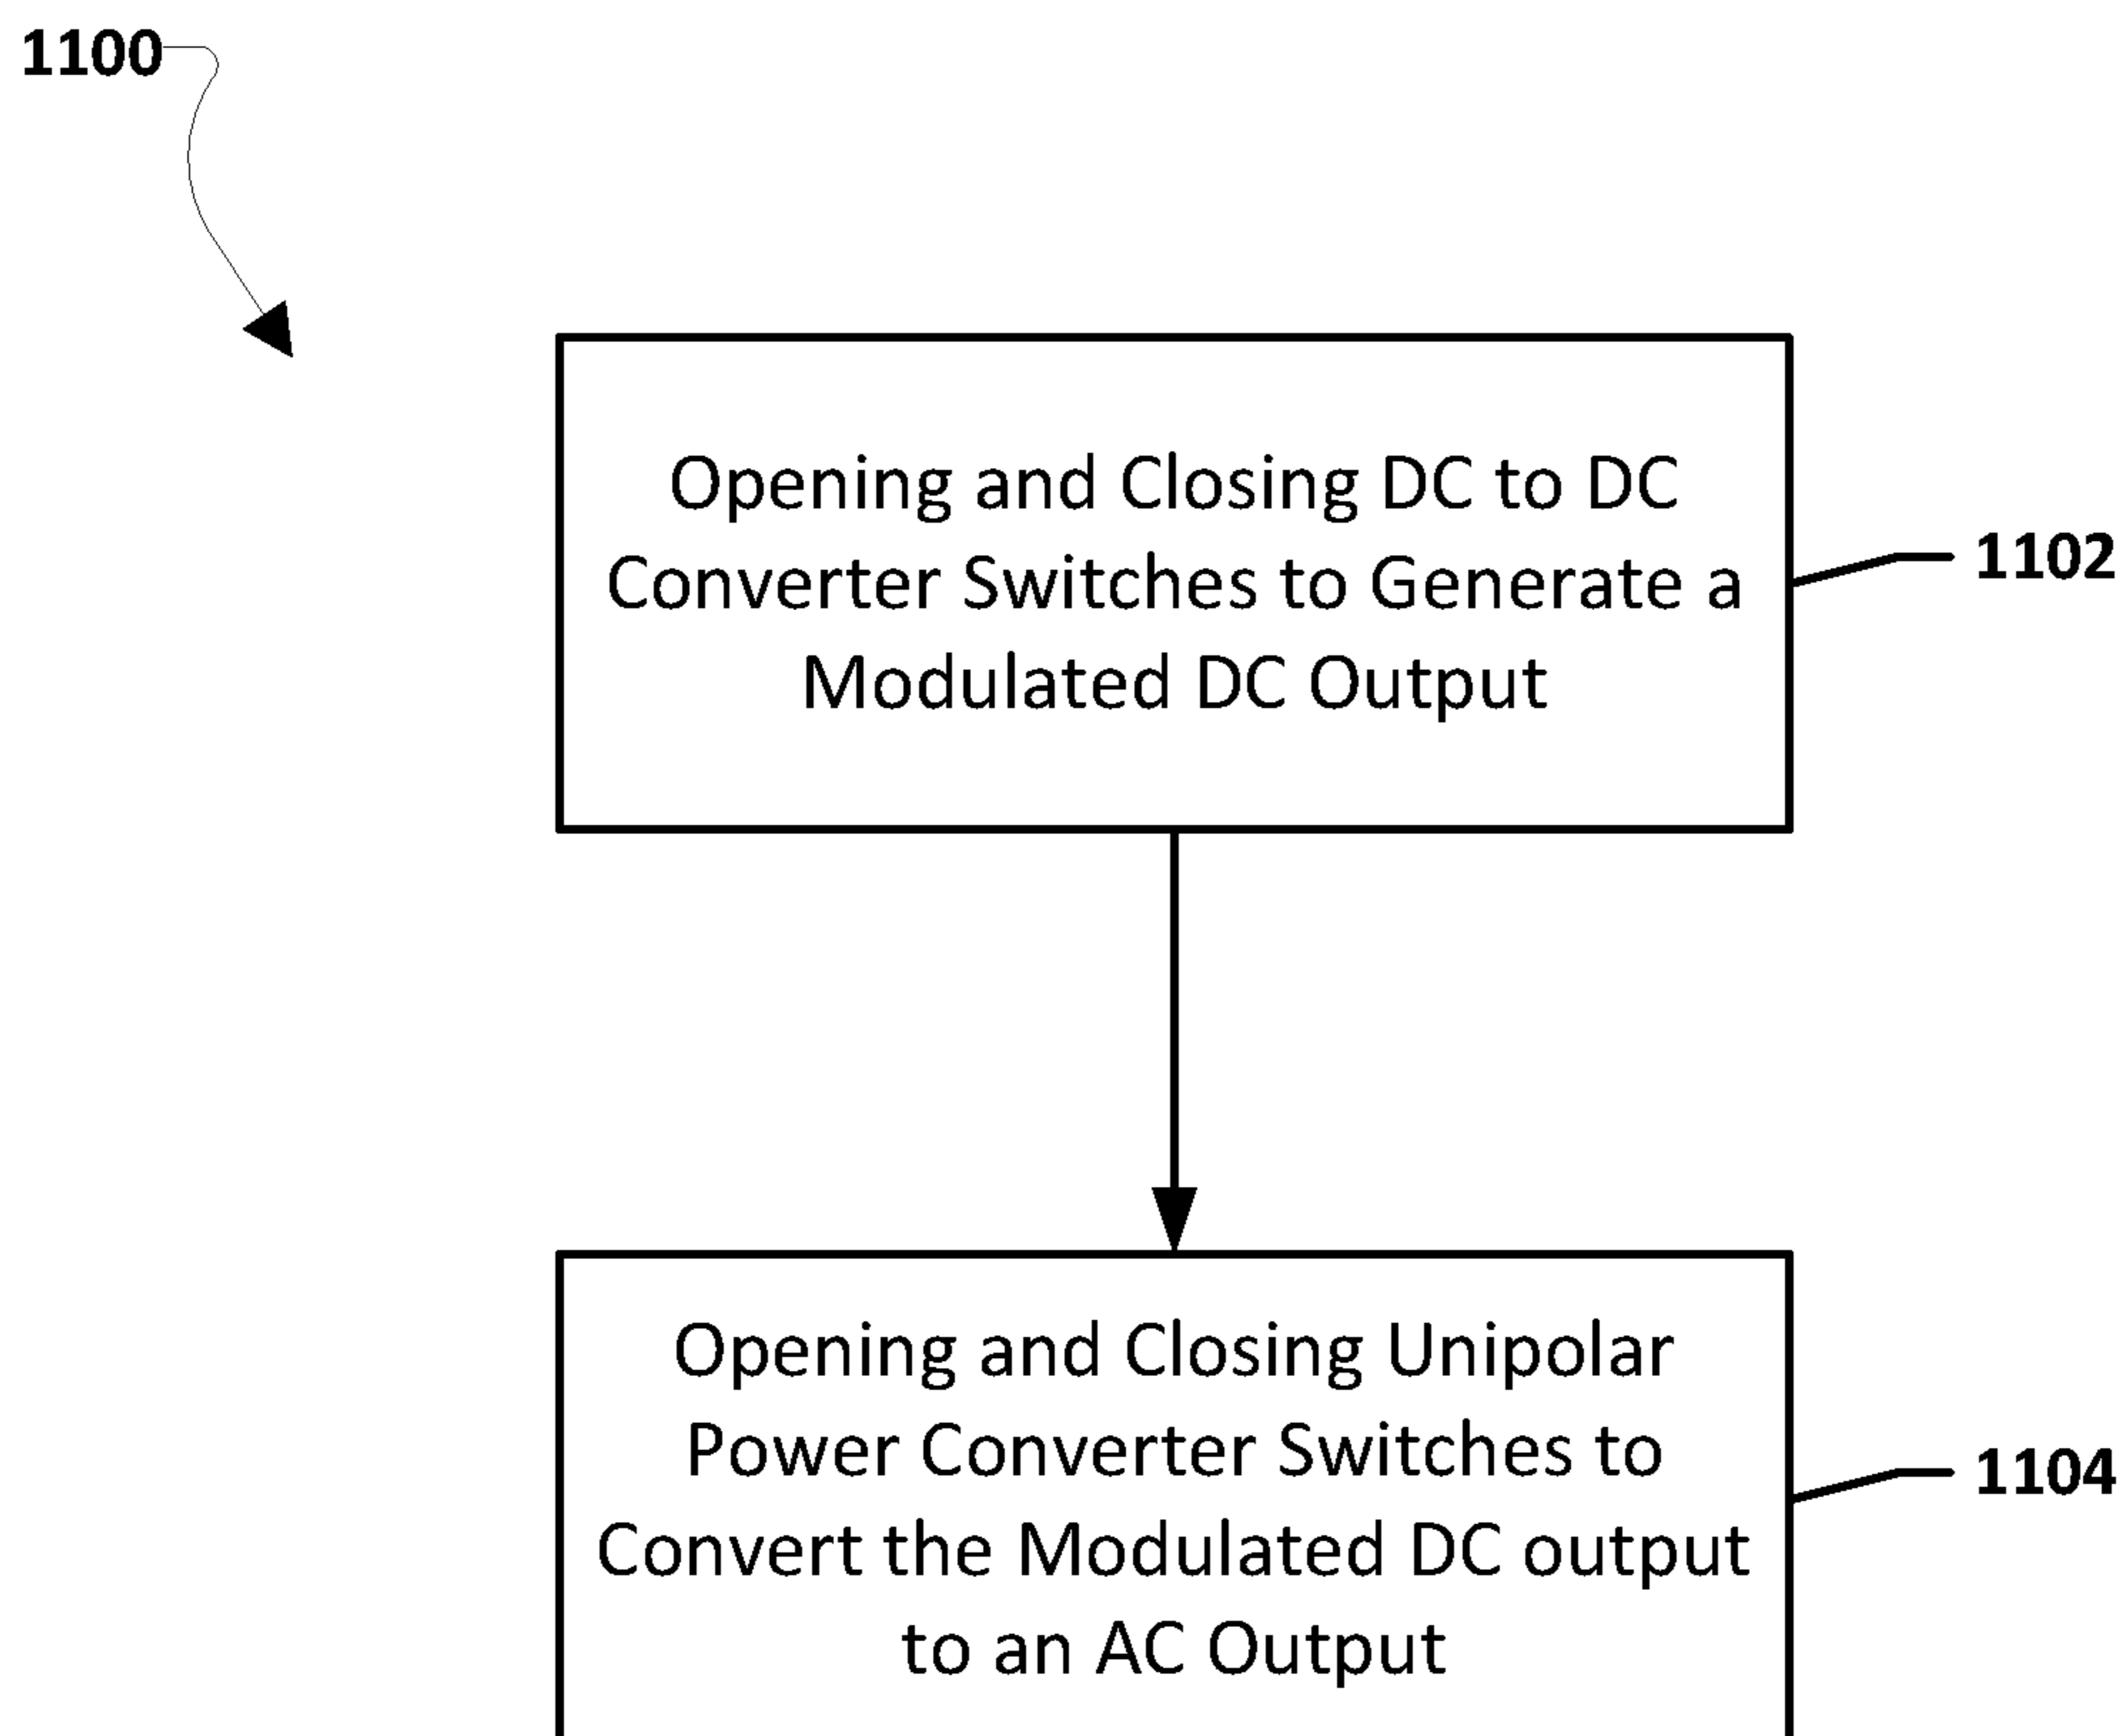 1100
Opening and Closing DC to DC
Converter Switches to Generate a
Modulated DC Output
1102
Opening and Closing Unipolar
Power Converter Switches to
Convert the Modulated DC output
to an AC Output
1104